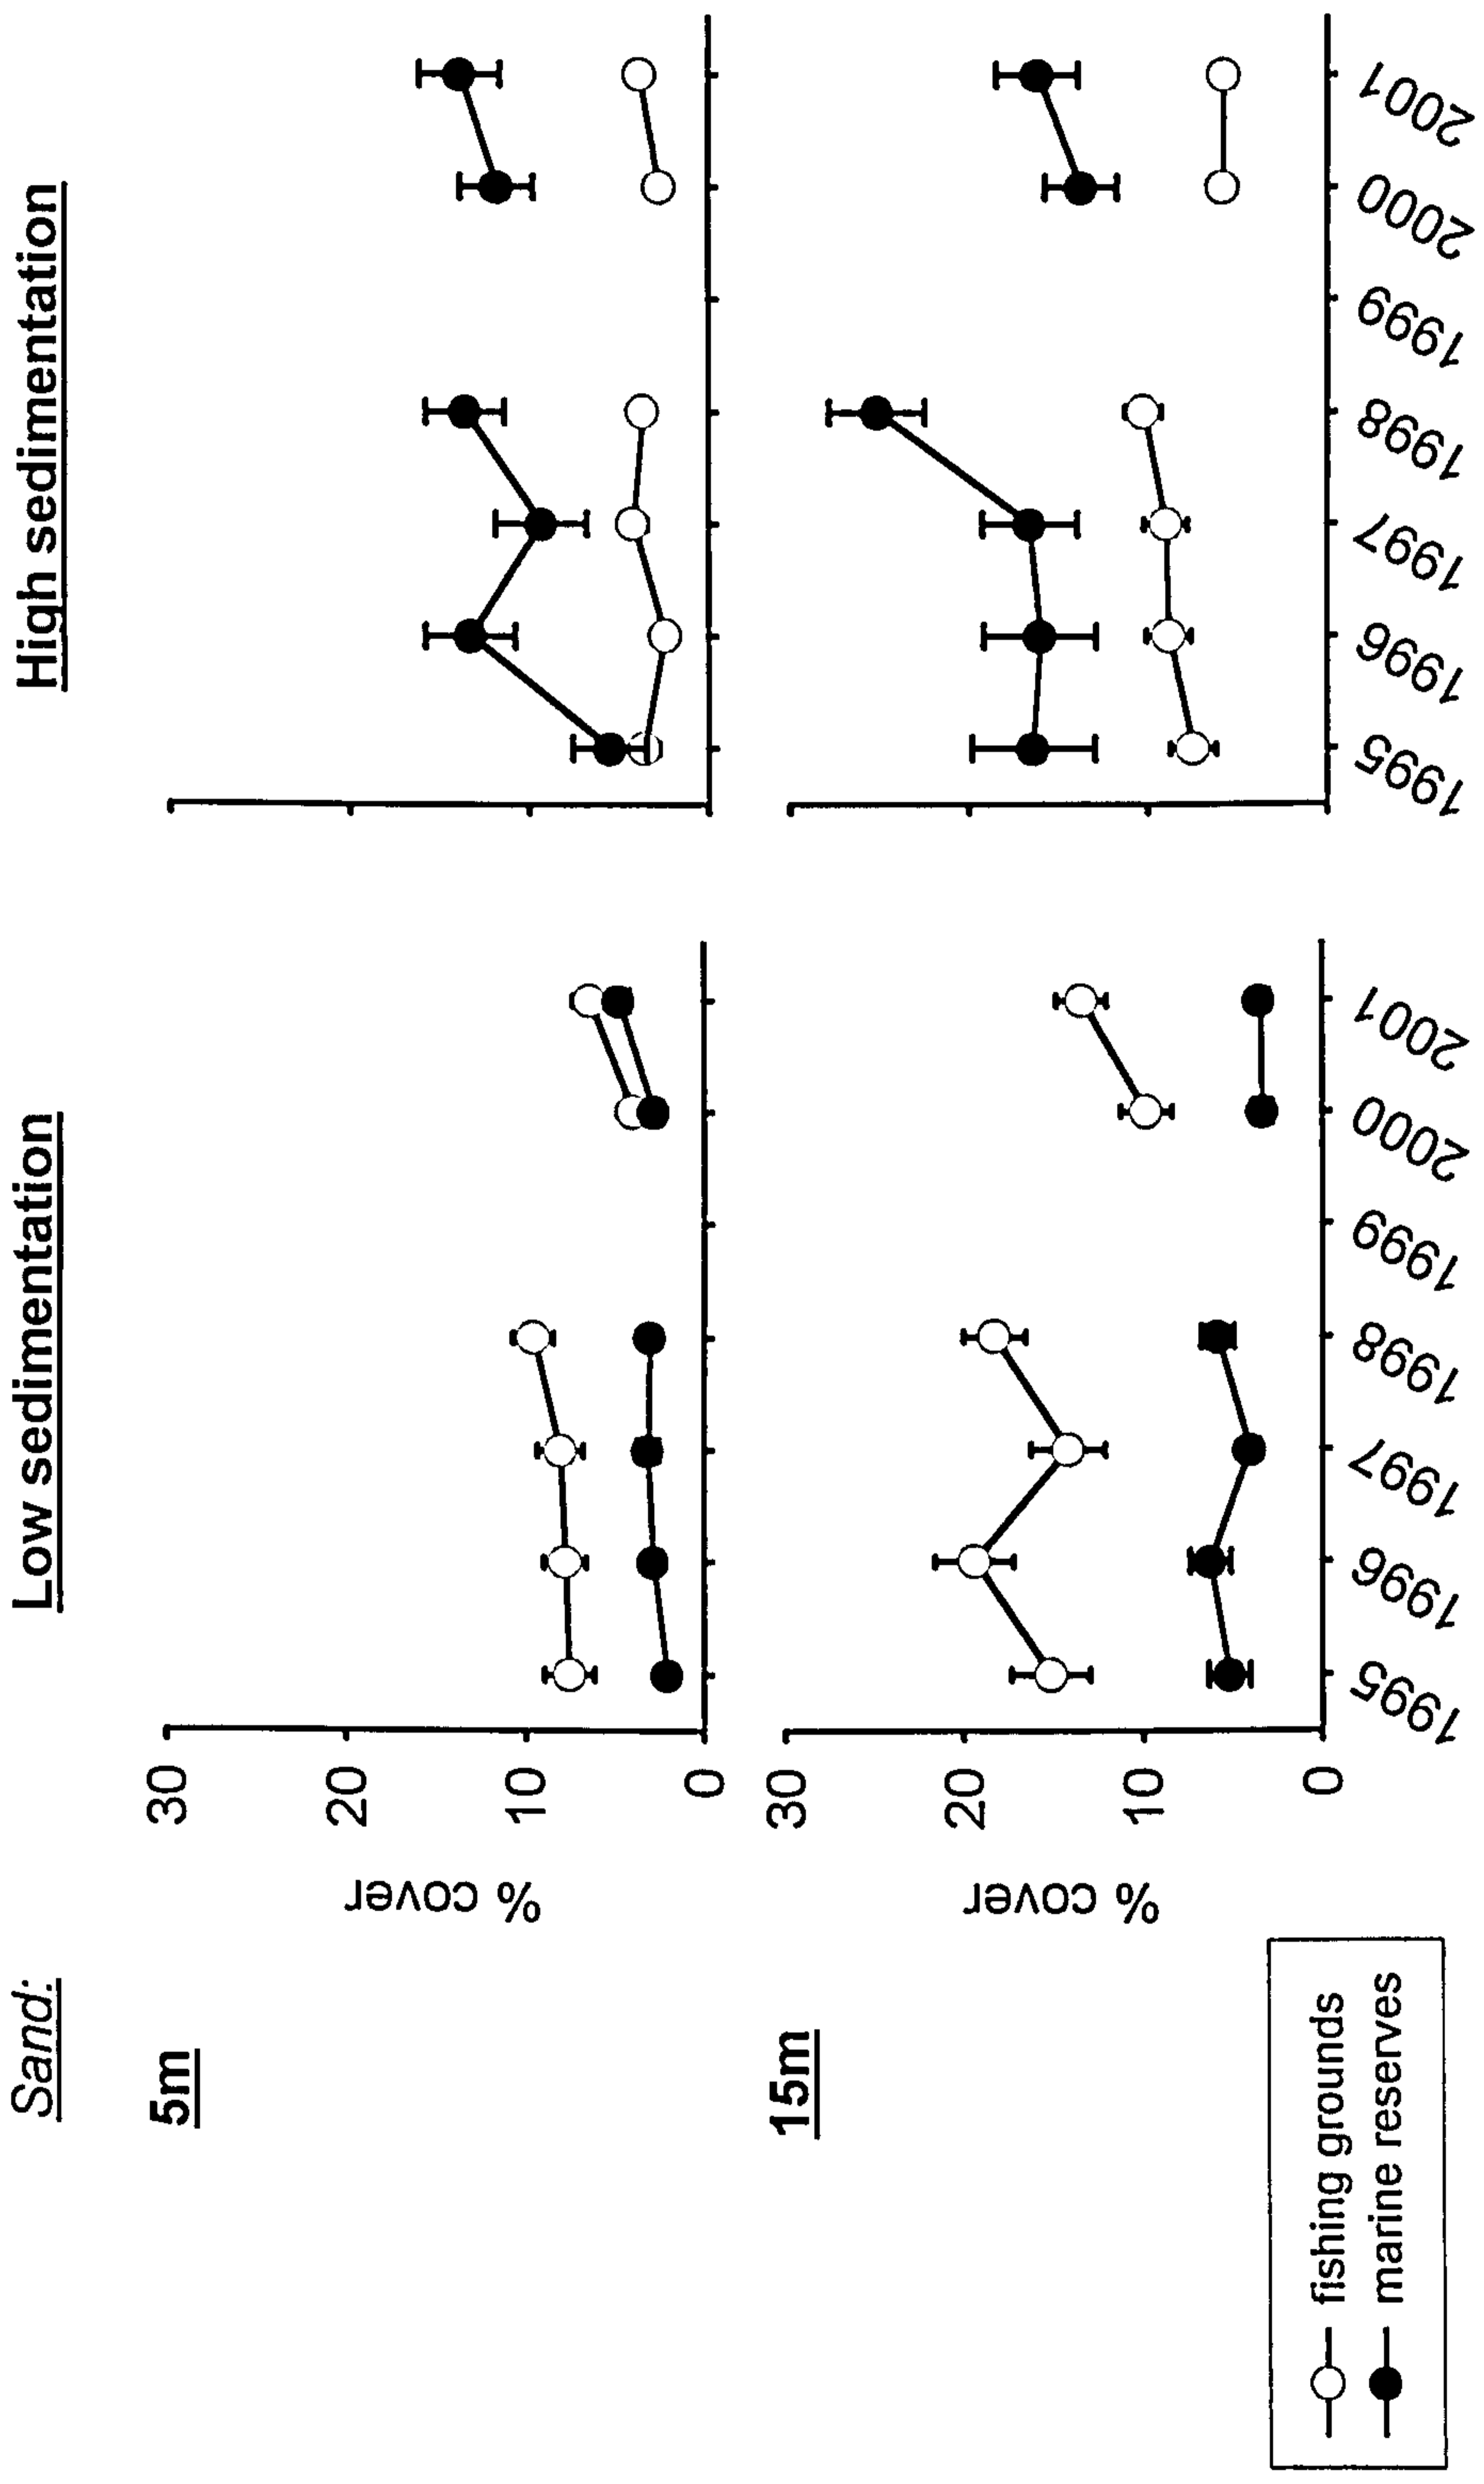 Sand:
Low sedimentation
High sedimentation
5m
% cover
30
20
10
0
15m
% cover
30
20
10
0
1995 1996 1997 1998 1999 2000 2001
1995 1996 1997 1998 1999 2000 2001
fishing grounds
marine reserves